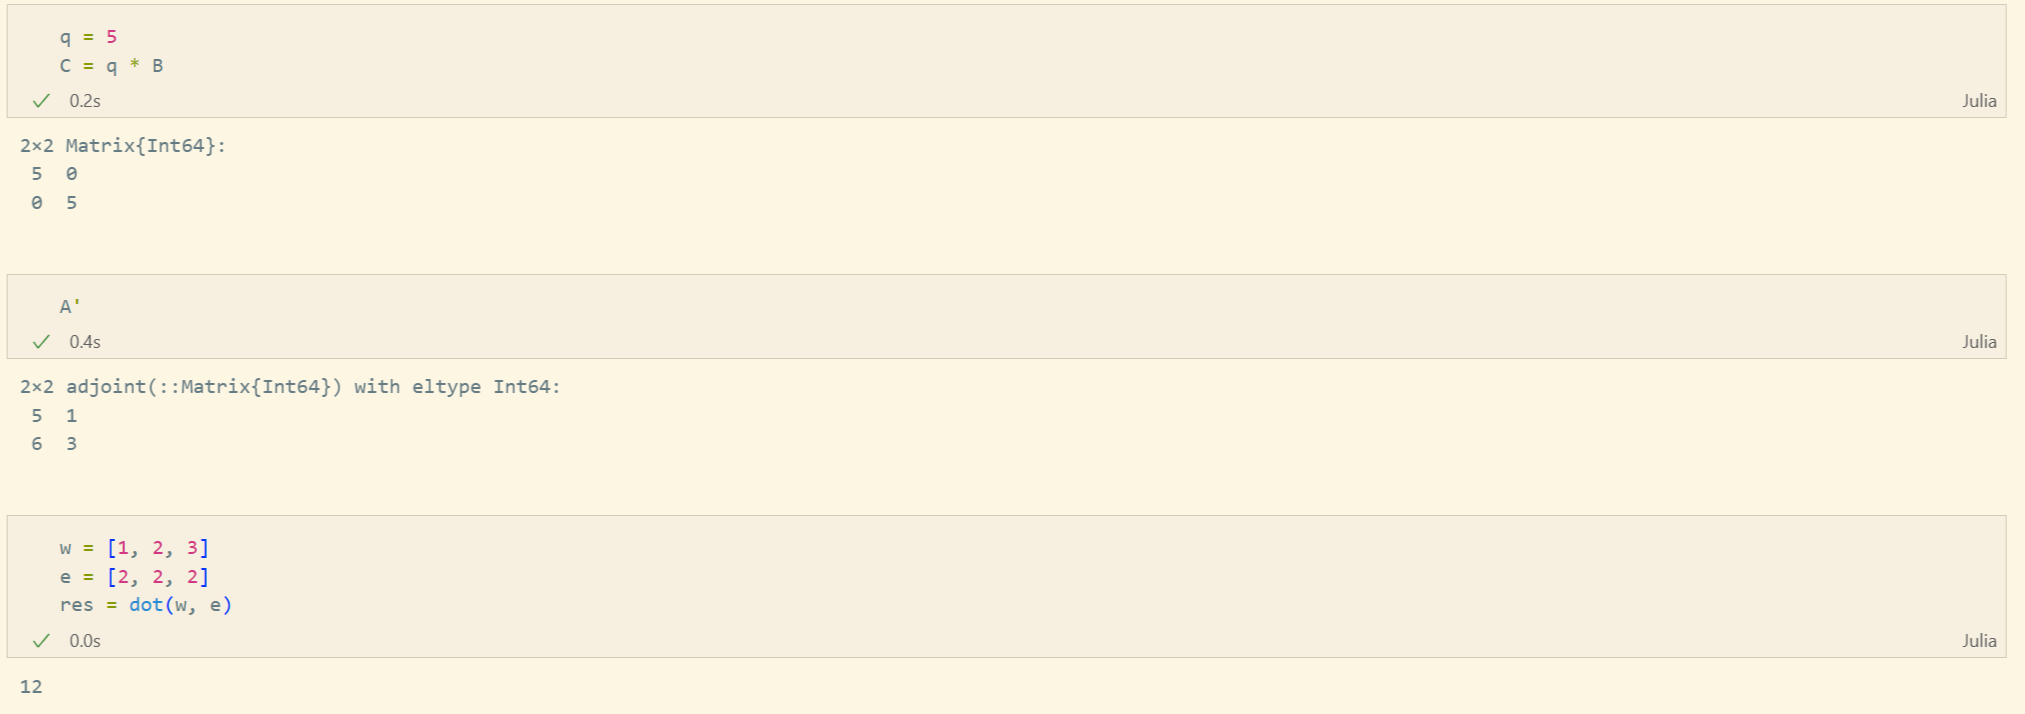 q = 5
C = q * B
0.2s
Julia
2×2 Matrix{Int64}:
5 0
0 5
A'
0.4s
Julia
2×2 adjoint(::Matrix{Int64}) with eltype Int64:
5 1
6 3
w = [1, 2, 3]
e = [2, 2, 2]
res = dot(w, e)
0.0s
Julia
12